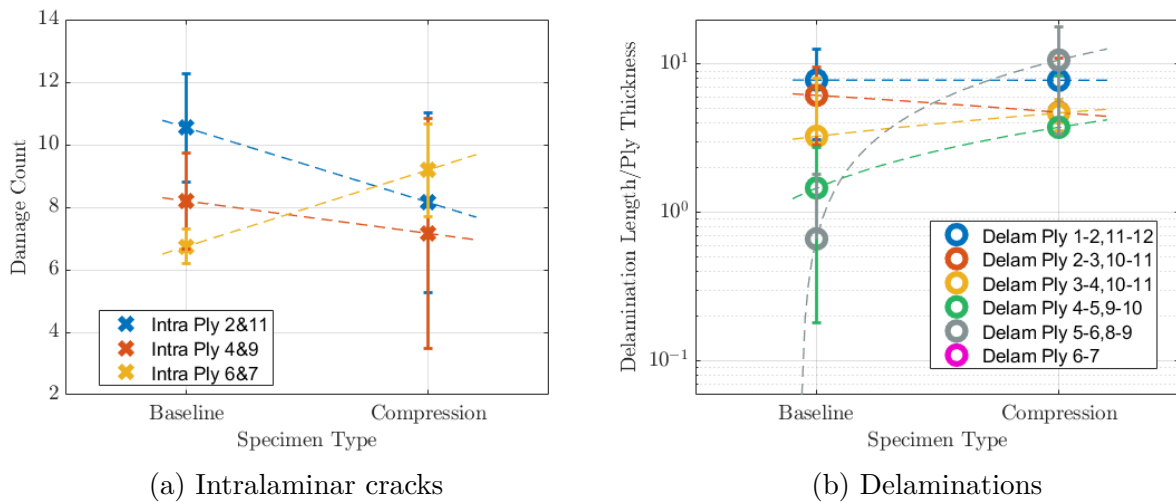 14
12
10
8
6
4
2
Damage Count
Intra Ply 2&11
Intra Ply 4&9
Intra Ply 6&7
Baseline
Compression
Specimen Type
(a) Intralaminar cracks
10^1
10^0
10^-1
Delamination Length/Ply Thickness
Delam Ply 1-2,11-12
Delam Ply 2-3,10-11
Delam Ply 3-4,10-11
Delam Ply 4-5,9-10
Delam Ply 5-6,8-9
Delam Ply 6-7
Baseline
Compression
Specimen Type
(b) Delaminations